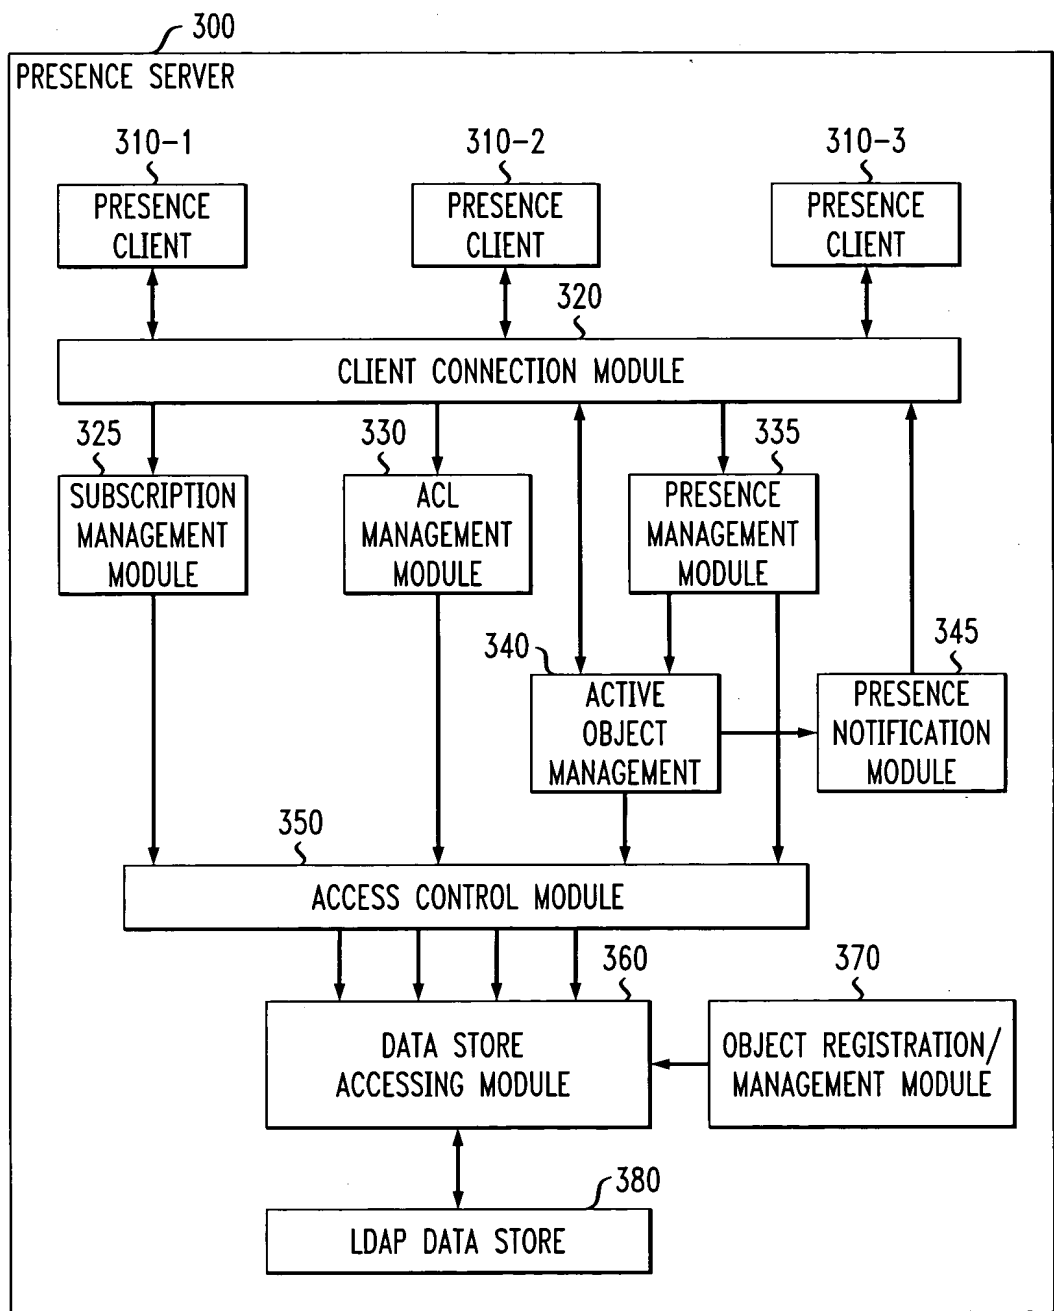 300
PRESENCE SERVER
310-1
310-2
310-3
PRESENCE
CLIENT
PRESENCE
CLIENT
PRESENCE
CLIENT
320
CLIENT CONNECTION MODULE
325
330
335
SUBSCRIPTION
MANAGEMENT
MODULE
ACL
MANAGEMENT
MODULE
PRESENCE
MANAGEMENT
MODULE
340
345
ACTIVE
OBJECT
MANAGEMENT
PRESENCE
NOTIFICATION
MODULE
350
ACCESS CONTROL MODULE
360
370
DATA STORE
ACCESSING MODULE
OBJECT REGISTRATION/
MANAGEMENT MODULE
380
LDAP DATA STORE